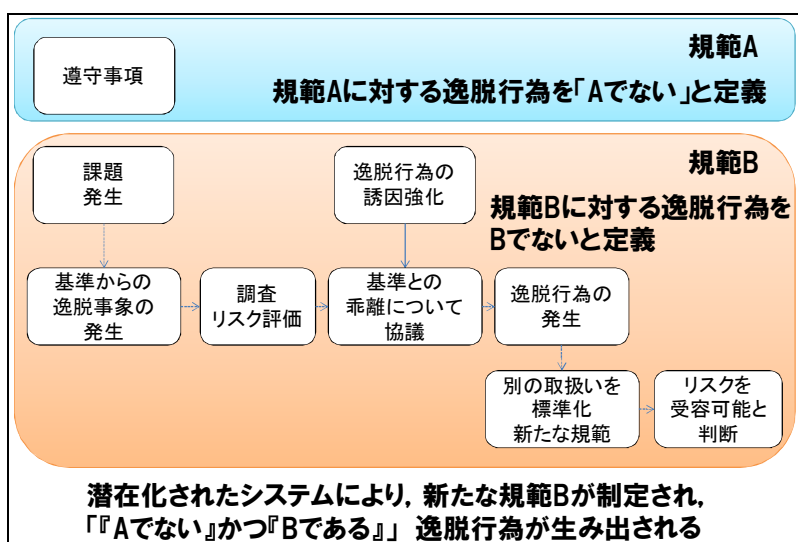 規範A
遵守事項
規範Aに対する逸脱行為を「Aでない」と定義
規範B
課題
発生
逸脱行為の
誘因強化
規範Bに対する逸脱行為を
Bでないと定義
基準からの
逸脱事象の
発生
調査
リスク評価
基準との
乖離について
協議
逸脱行為の
発生
別の取扱いを
標準化
新たな規範
リスクを
受容可能と
判断
潜在化されたシステムにより，新たな規範Bが制定され，
「『Aでない』かつ『Bである』」 逸脱行為が生み出される